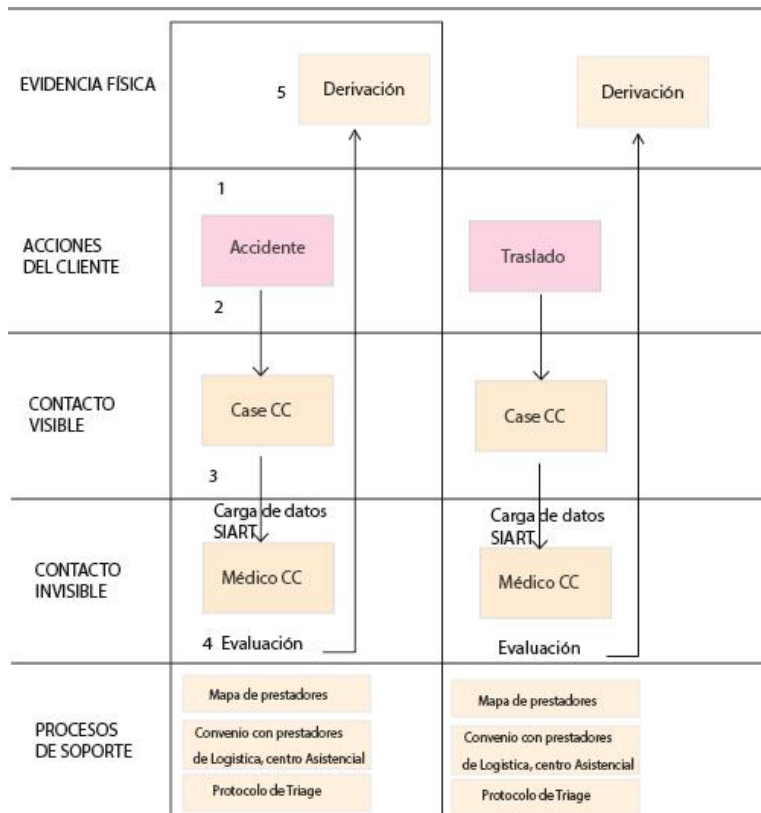 EVIDENCIA FÍSICA
5
Derivación
Derivación
1
ACCIONES
DEL CLIENTE
Accidente
Traslado
2
CONTACTO
VISIBLE
Case CC
Case CC
3
Carga de datos
SIART
Carga de datos
SIART
CONTACTO
INVISIBLE
Médico CC
Médico CC
4 Evaluación
Evaluación
PROCESOS
DE SOPORTE
Mapa de prestadores
Convenio con prestadores
de Logistica, centro Asistencial
Protocolo de Triage
Mapa de prestadores
Convenio con prestadores
de Logistica, centro Asistencial
Protocolo de Triage